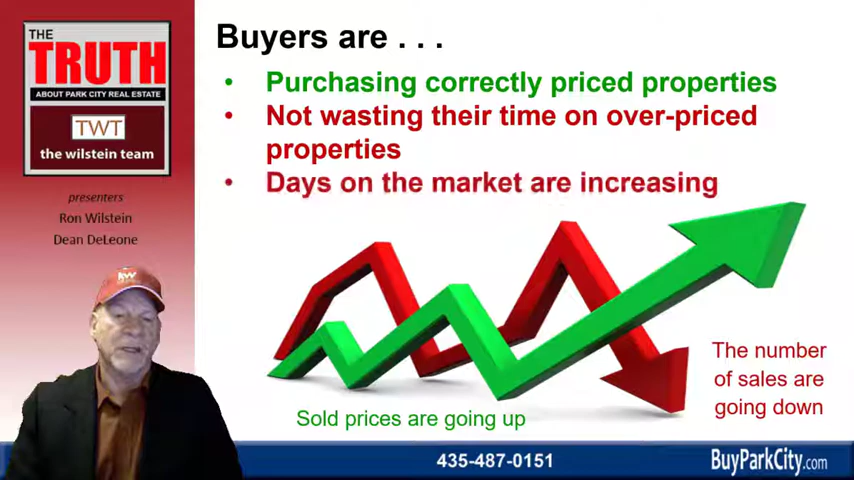 THE
TRUTH
ABOUT PARK CITY REAL ESTATE
TWT
the wilstein team
presenters
Ron Wilstein
Dean DeLeone
Buyers are . . .
• Purchasing correctly priced properties
• Not wasting their time on over-priced
properties
• Days on the market are increasing
The number
of sales are
going down
Sold prices are going up
435-487-0151
BuyParkCity.com